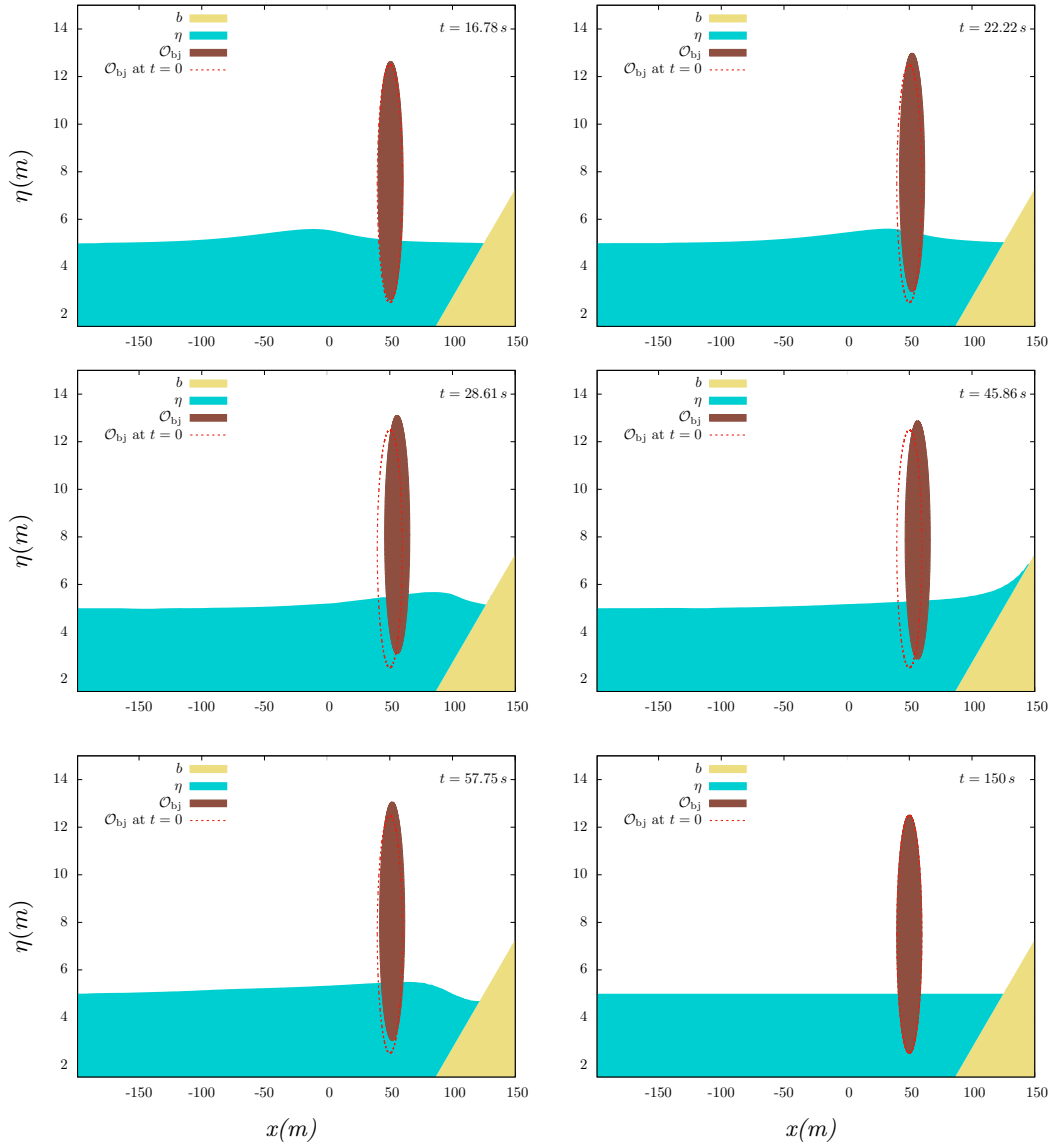 η(m)
14
12
10
8
6
4
2
-150
-100
-50
0
50
100
150
b
η
𝒪bj
𝒪bj at t = 0
t = 16.78 s
14
12
10
8
6
4
2
-150
-100
-50
0
50
100
150
b
η
𝒪bj
𝒪bj at t = 0
t = 22.22 s
η(m)
14
12
10
8
6
4
2
-150
-100
-50
0
50
100
150
b
η
𝒪bj
𝒪bj at t = 0
t = 28.61 s
14
12
10
8
6
4
2
-150
-100
-50
0
50
100
150
b
η
𝒪bj
𝒪bj at t = 0
t = 45.86 s
η(m)
14
12
10
8
6
4
2
-150
-100
-50
0
50
100
150
b
η
𝒪bj
𝒪bj at t = 0
t = 57.75 s
x(m)
14
12
10
8
6
4
2
-150
-100
-50
0
50
100
150
b
η
𝒪bj
𝒪bj at t = 0
t = 150 s
x(m)